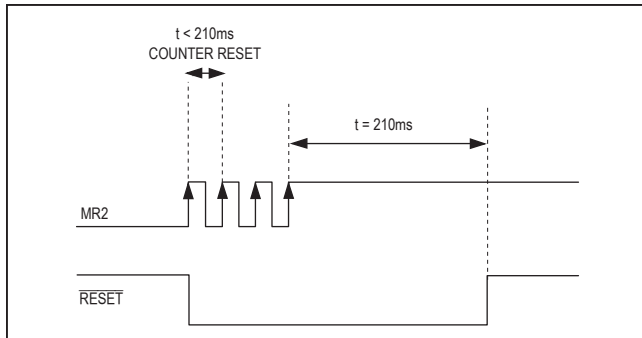 t < 210ms
COUNTER RESET
t = 210ms
MR2
RESET